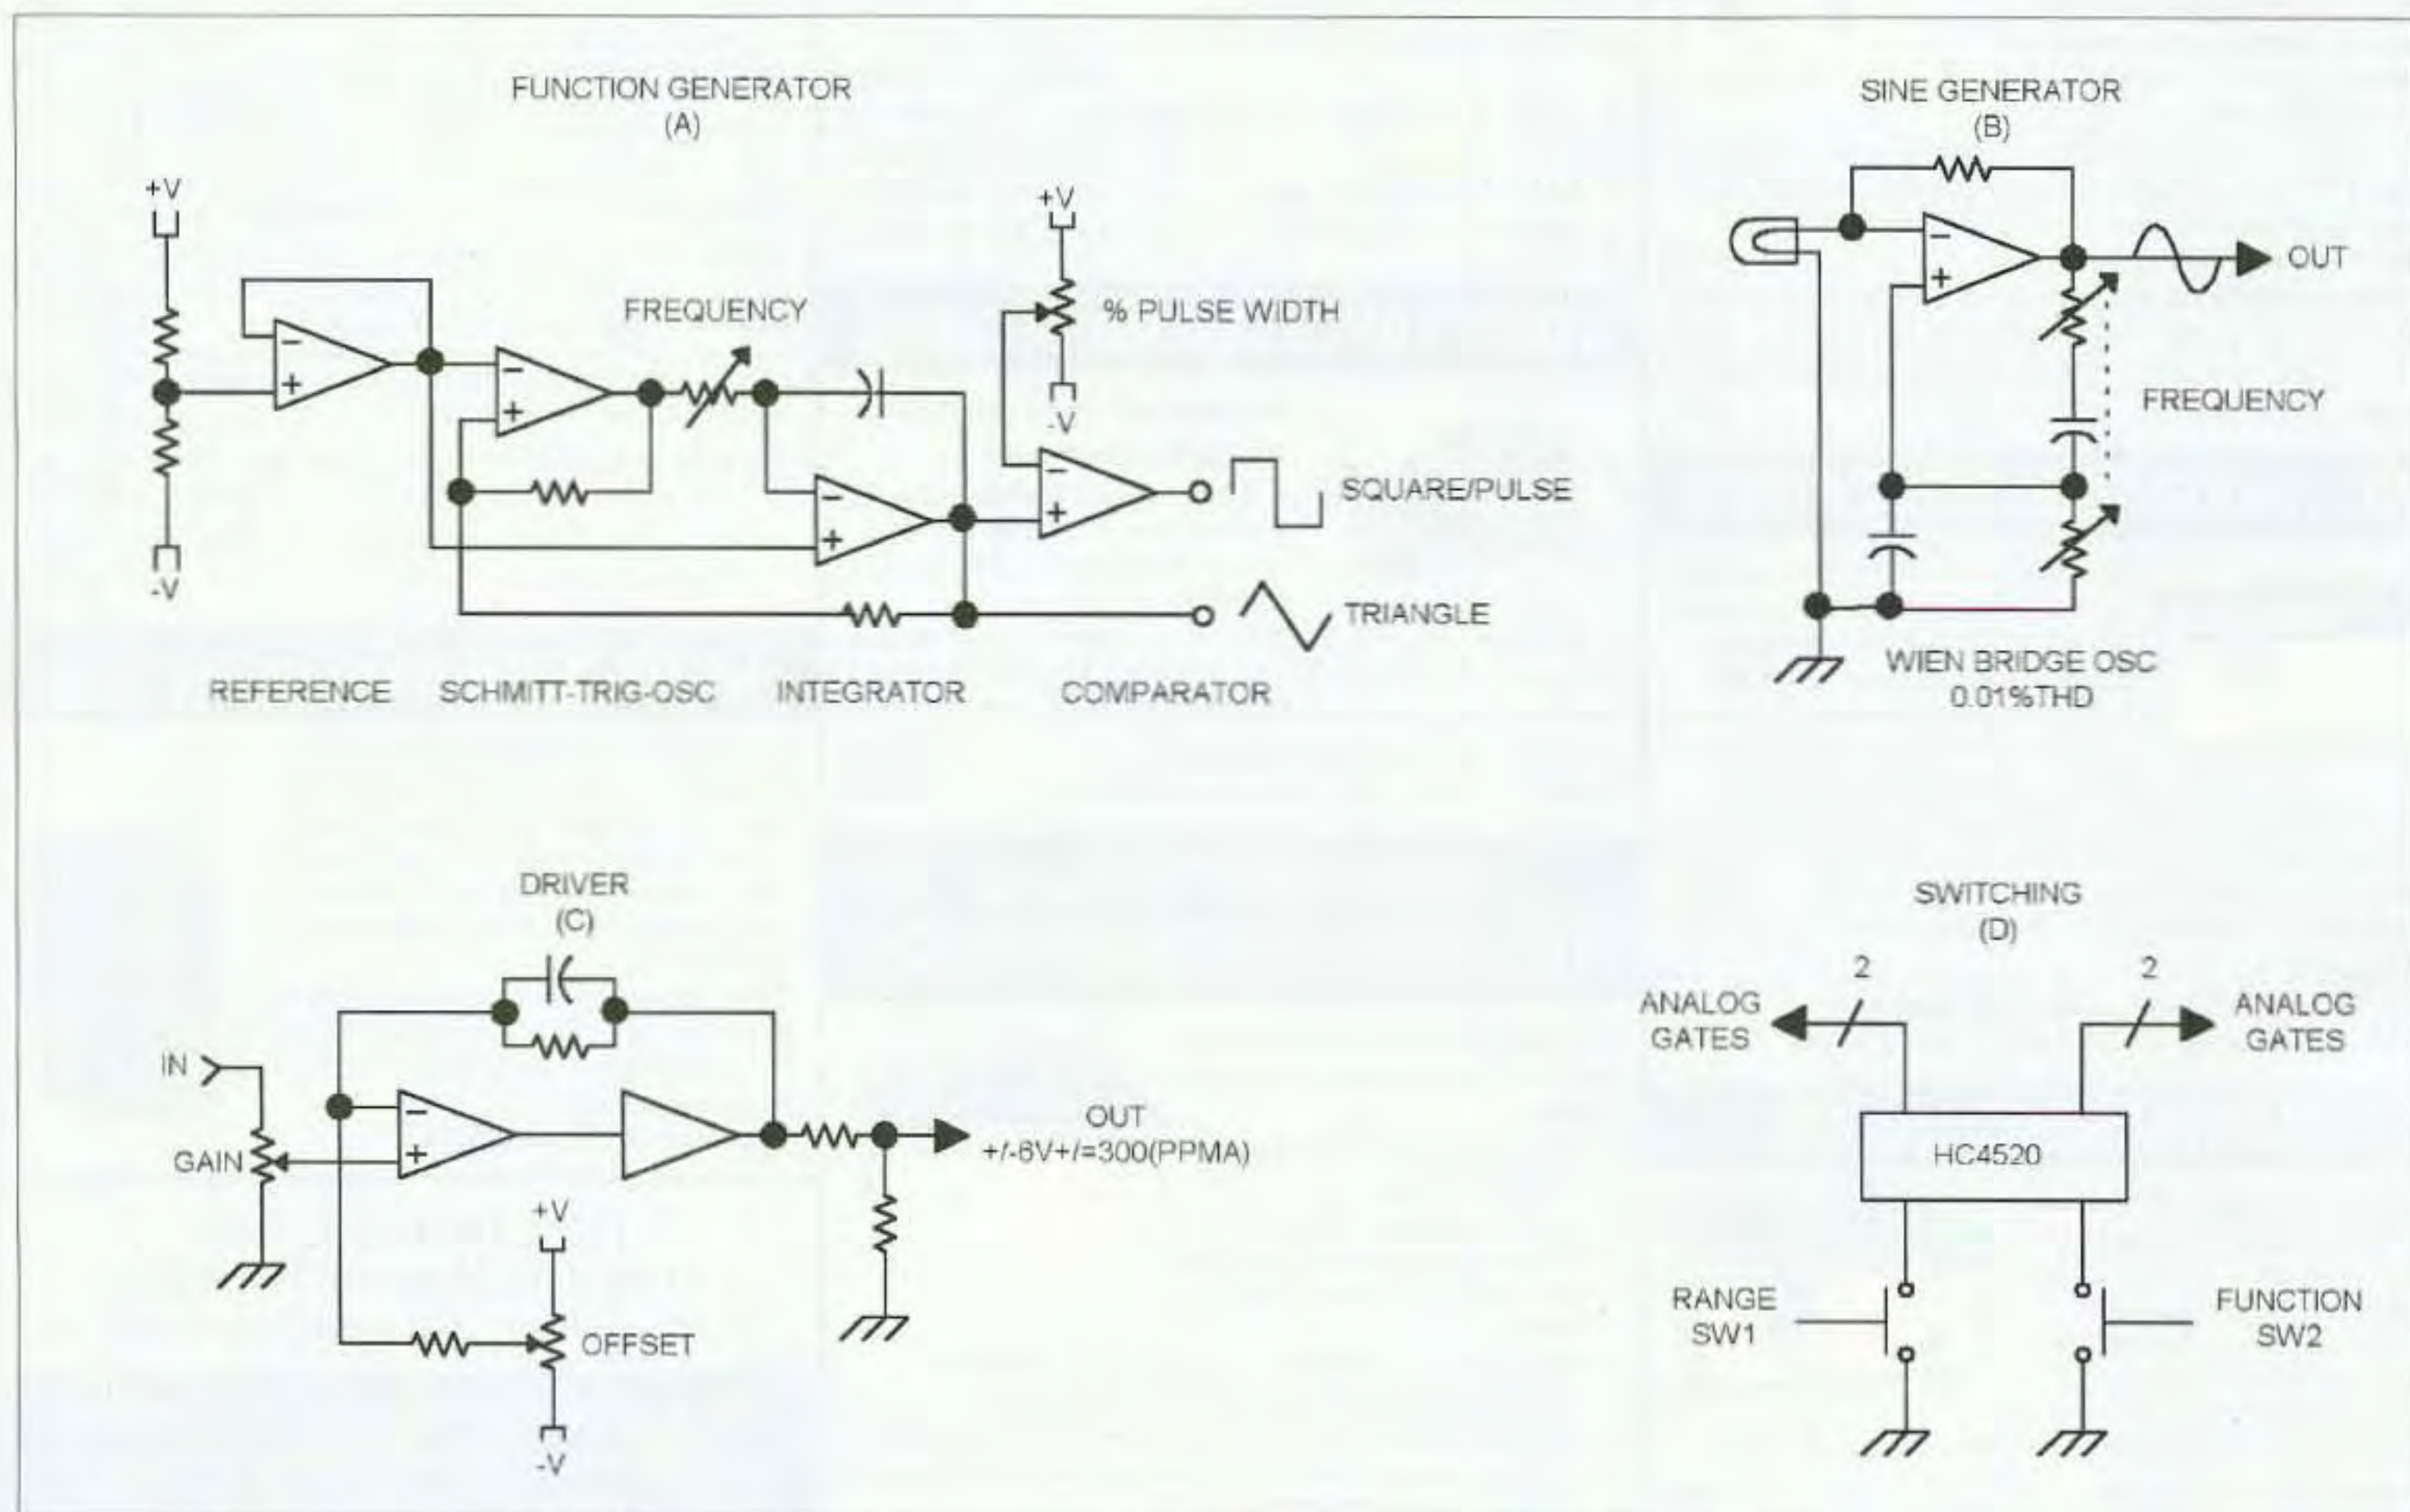 FUNCTION GENERATOR
(A)
+V
-V
-
+
-
+
FREQUENCY
-
+
+V
% PULSE WIDTH
-V
-
+
SQUARE/PULSE
TRIANGLE
REFERENCE
SCHMITT-TRIG-OSC
INTEGRATOR
COMPARATOR
SINE GENERATOR
(B)
-
+
OUT
FREQUENCY
WIEN BRIDGE OSC
0.01%THD
DRIVER
(C)
IN
GAIN
-
+
OUT
+/-6V+/=300(PPMA)
+V
OFFSET
-V
SWITCHING
(D)
2
2
ANALOG
GATES
ANALOG
GATES
HC4520
RANGE
SW1
FUNCTION
SW2